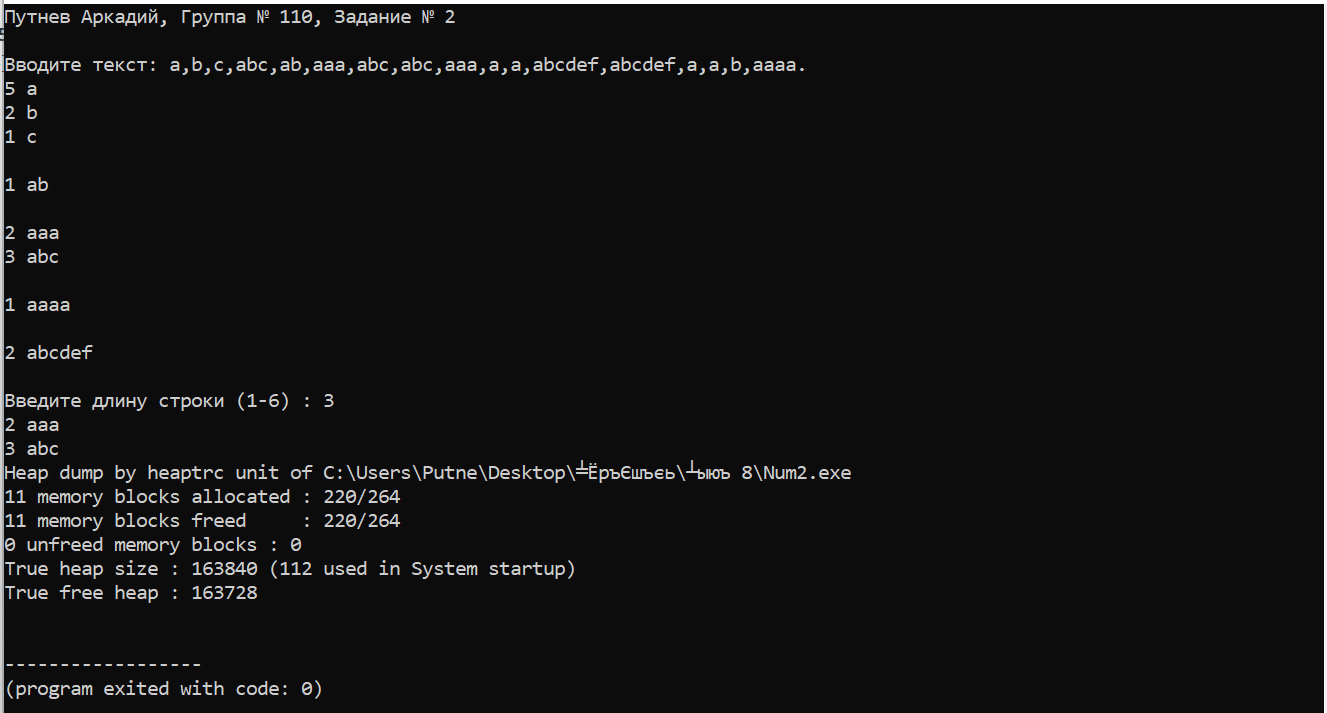 Путнев Аркадий, Группа № 110, Задание № 2
Вводите текст: a,b,c,abc,ab,aaa,abc,abc,aaa,a,a,abcdef,abcdef,a,a,b,aaaa.
5 a
2 b
1 c
1 ab
2 aaa
3 abc
1 aaaa
2 abcdef
Введите длину строки (1-6) : 3
2 aaa
3 abc
Heap dump by heaptrc unit of C:\Users\Putne\Desktop\╧ЁръЄшъєь\┴ыюъ 8\Num2.exe
11 memory blocks allocated : 220/264
11 memory blocks freed     : 220/264
0 unfreed memory blocks : 0
True heap size : 163840 (112 used in System startup)
True free heap : 163728
------------------
(program exited with code: 0)